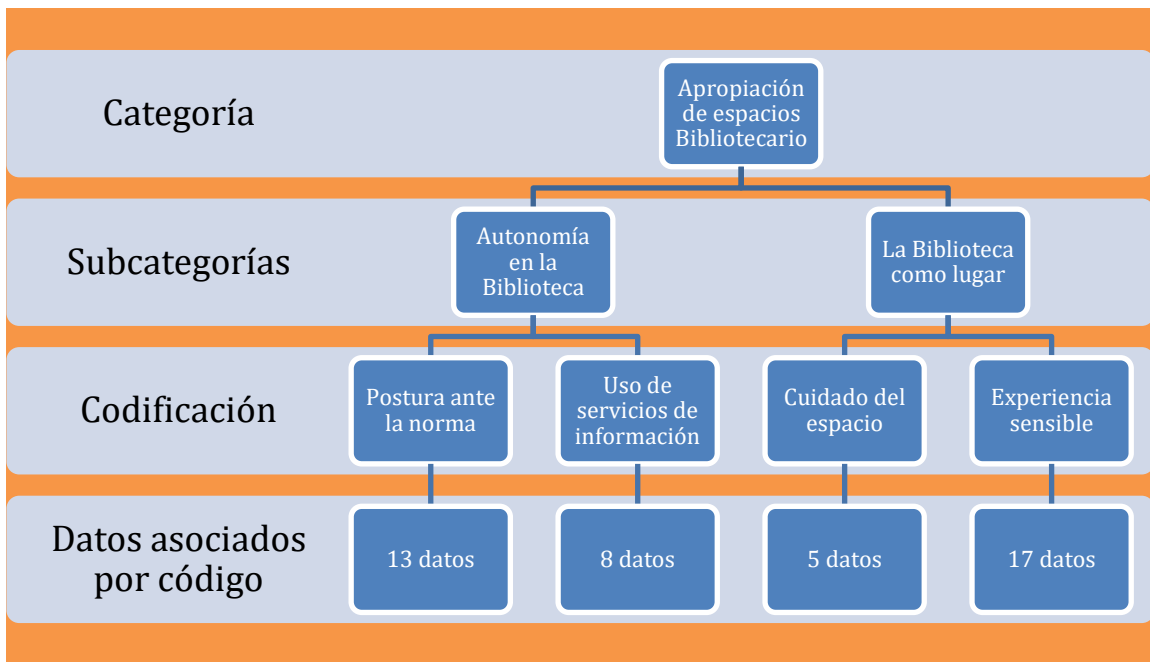 Categoría
Apropiación
de espacios
Bibliotecario
Subcategorías
Autonomía
en la
Biblioteca
La Biblioteca
como lugar
Codificación
Postura ante
la norma
Uso de
servicios de
información
Cuidado del
espacio
Experiencia
sensible
Datos asociados
por código
13 datos
8 datos
5 datos
17 datos